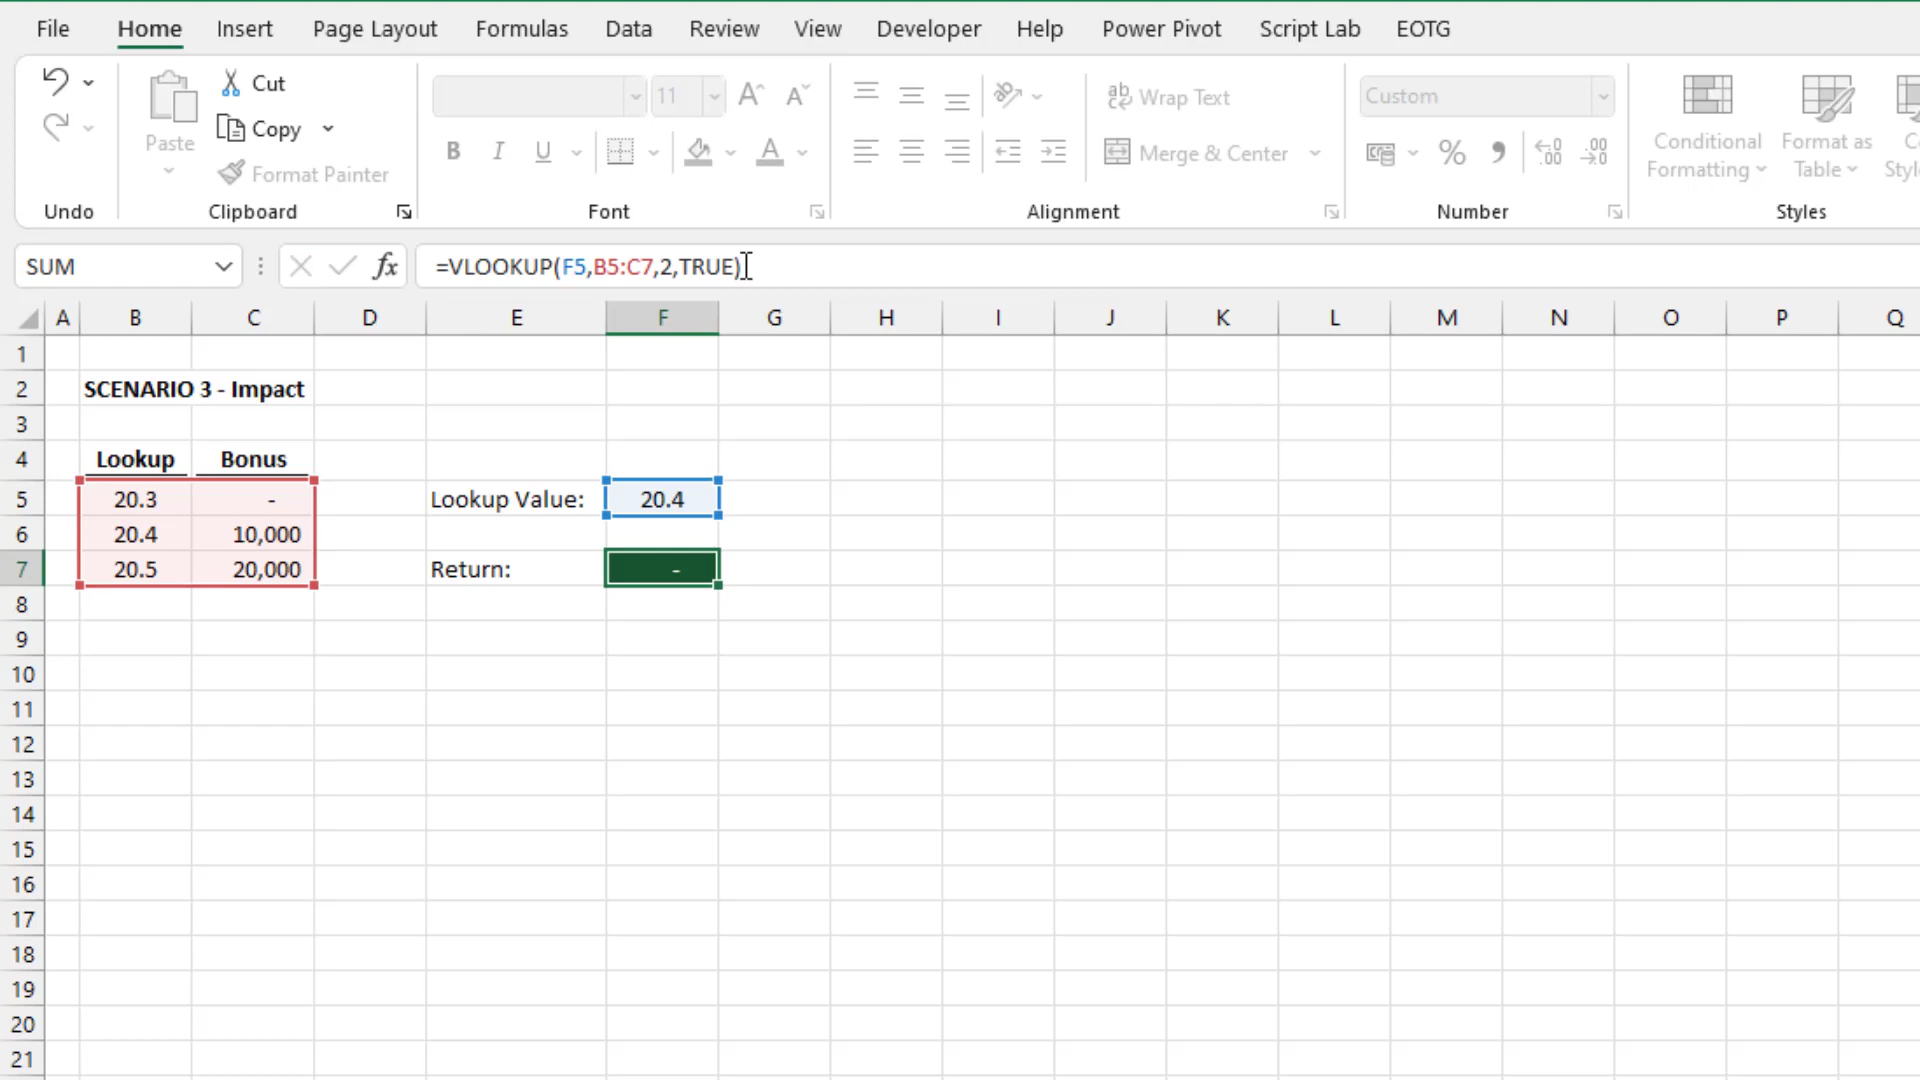 File Home Insert Page Layout Formulas Data Review View Developer Help Power Pivot Script Lab EOTG
Cut
11
ab Wrap Text
Custom
Paste
Copy
B I U A
Merge & Center
% 9
Conditional Formatting
Format as Table
Format Painter
Undo Clipboard Font Alignment Number Styles
SUM fx =VLOOKUP(F5,B5:C7,2,TRUE)
A B C D E F G H I J K L M N O P Q
1
2 SCENARIO 3 - Impact
3
4 Lookup Bonus
5 20.3 - Lookup Value: 20.4
6 20.4 10,000
7 20.5 20,000 Return: -
8
9
10
11
12
13
14
15
16
17
18
19
20
21